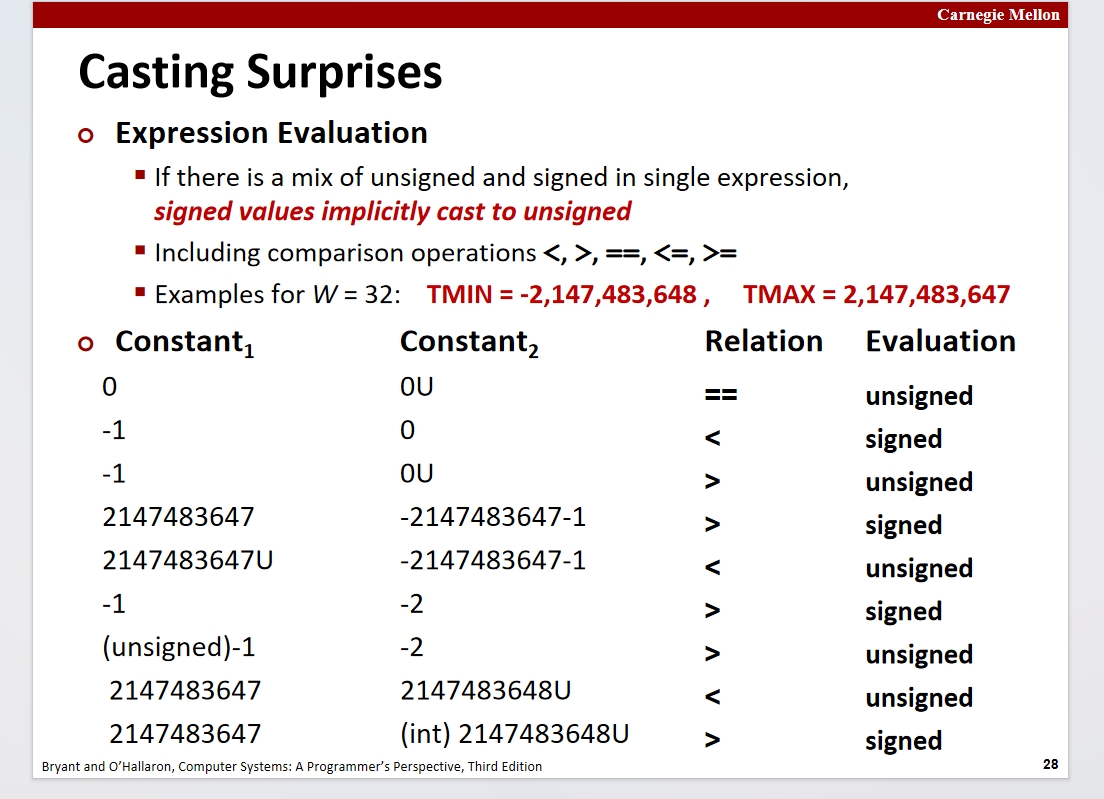 Carnegie Mellon
Casting Surprises
Expression Evaluation
If there is a mix of unsigned and signed in single expression,
signed values implicitly cast to unsigned
Including comparison operations <, >, ==, <=, >=
Examples for W = 32: TMIN = -2,147,483,648 , TMAX = 2,147,483,647
Constant₁ Constant₂ Relation Evaluation
0 0U == unsigned
-1 0 < signed
-1 0U > unsigned
2147483647 -2147483647-1 > signed
2147483647U -2147483647-1 < unsigned
-1 -2 > signed
(unsigned)-1 -2 > unsigned
2147483647 2147483648U < unsigned
2147483647 (int) 2147483648U > signed
Bryant and O’Hallaron, Computer Systems: A Programmer’s Perspective, Third Edition 28